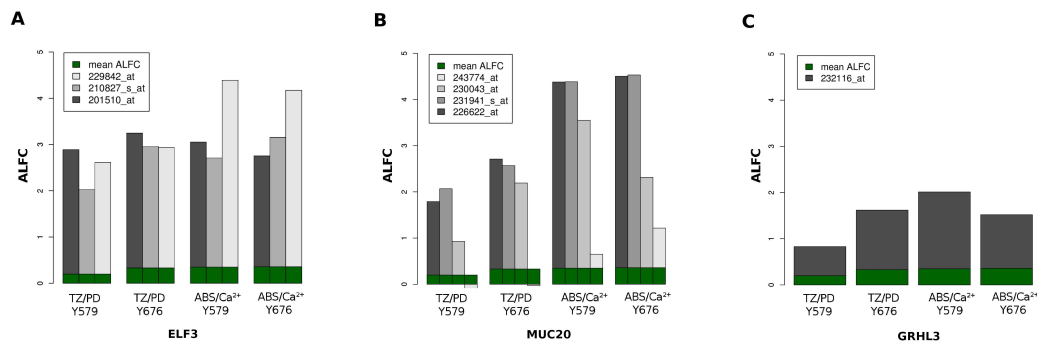 A
ALFC
5
4
3
2
1
0
mean ALFC
229842_at
210827_s_at
201510_at
TZ/PD
Y579
TZ/PD
Y676
ABS/Ca²⁺
Y579
ABS/Ca²⁺
Y676
ELF3
B
ALFC
5
4
3
2
1
0
mean ALFC
243774_at
230043_at
231941_s_at
226622_at
TZ/PD
Y579
TZ/PD
Y676
ABS/Ca²⁺
Y579
ABS/Ca²⁺
Y676
MUC20
C
ALFC
5
4
3
2
1
0
mean ALFC
232116_at
TZ/PD
Y579
TZ/PD
Y676
ABS/Ca²⁺
Y579
ABS/Ca²⁺
Y676
GRHL3